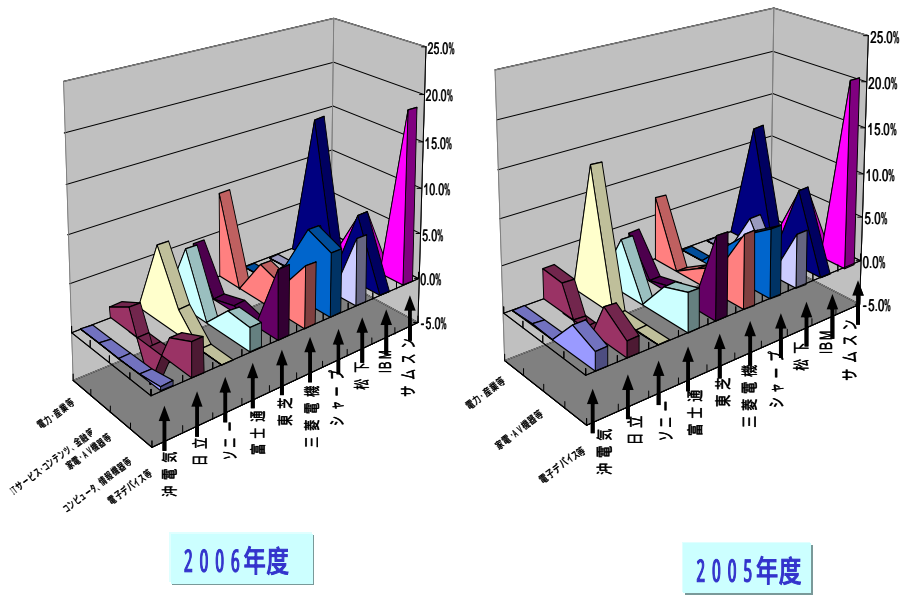 25.0%
20.0%
15.0%
10.0%
5.0%
0.0%
-5.0%
電力・産業等
ITサービス・コンテンツ、金融等
家電・AV機器等
コンピュータ、情報機器等
電子デバイス等
沖電気
日立
ソニー
富士通
東芝
三菱電機
シャープ
松下
IBM
サムスン
2006年度
25.0%
20.0%
15.0%
10.0%
5.0%
0.0%
-5.0%
電力・産業等
家電・AV機器等
電子デバイス等
沖電気
日立
ソニー
富士通
東芝
三菱電機
シャープ
松下
IBM
サムスン
2005年度